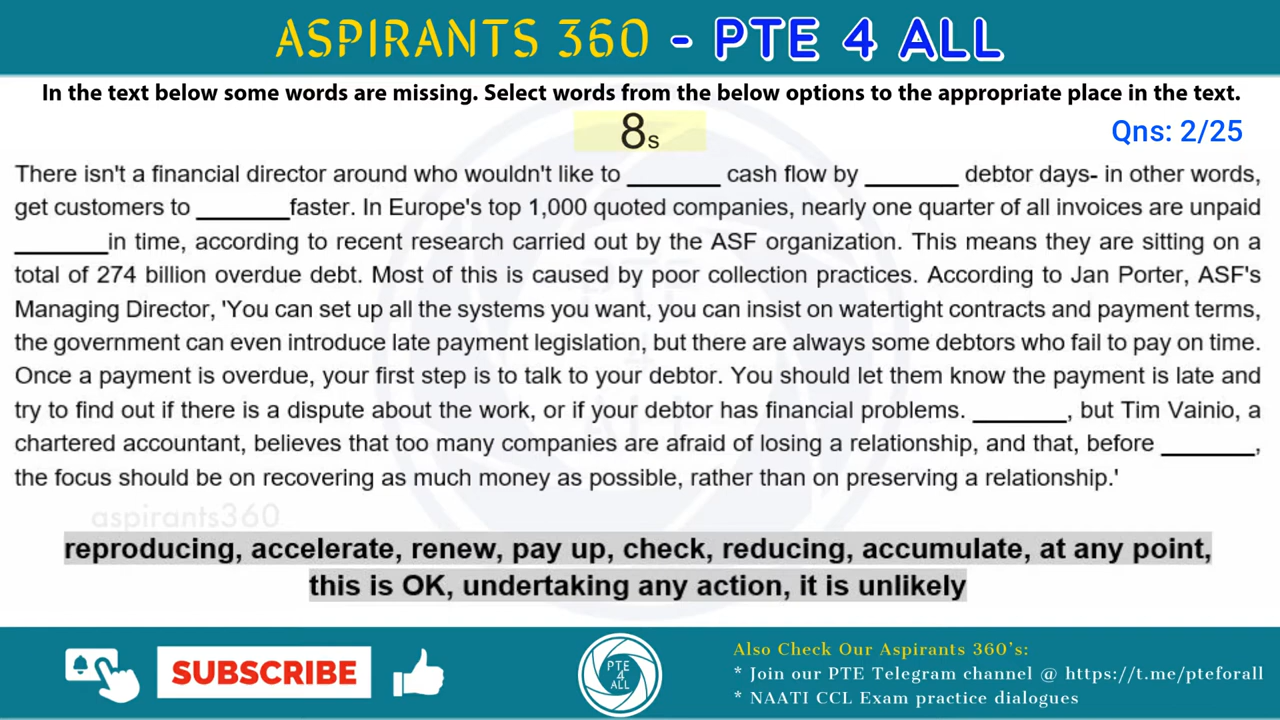 ASPIRANTS 360 - PTE 4 ALL
In the text below some words are missing. Select words from the below options to the appropriate place in the text.
8s
Qns: 2/25
There isn't a financial director around who wouldn't like to _______ cash flow by _______ debtor days- in other words,
get customers to _______faster. In Europe's top 1,000 quoted companies, nearly one quarter of all invoices are unpaid
_______in time, according to recent research carried out by the ASF organization. This means they are sitting on a
total of 274 billion overdue debt. Most of this is caused by poor collection practices. According to Jan Porter, ASF's
Managing Director, 'You can set up all the systems you want, you can insist on watertight contracts and payment terms,
the government can even introduce late payment legislation, but there are always some debtors who fail to pay on time.
Once a payment is overdue, your first step is to talk to your debtor. You should let them know the payment is late and
try to find out if there is a dispute about the work, or if your debtor has financial problems. _______, but Tim Vainio, a
chartered accountant, believes that too many companies are afraid of losing a relationship, and that, before _______,
the focus should be on recovering as much money as possible, rather than on preserving a relationship.'
aspirants360
reproducing, accelerate, renew, pay up, check, reducing, accumulate, at any point,
this is OK, undertaking any action, it is unlikely
SUBSCRIBE
PTE
4
ALL
Also Check Our Aspirants 360's:
* Join our PTE Telegram channel @ https://t.me/pteforall
* NAATI CCL Exam practice dialogues